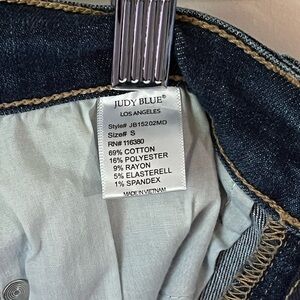 JUDY BLUE®
LOS ANGELES
Style# JB15202MD
Size# S
RN# 116380
69% COTTON
16% POLYESTER
9% RAYON
5% ELASTERELL
1% SPANDEX
MADE IN VIETNAM